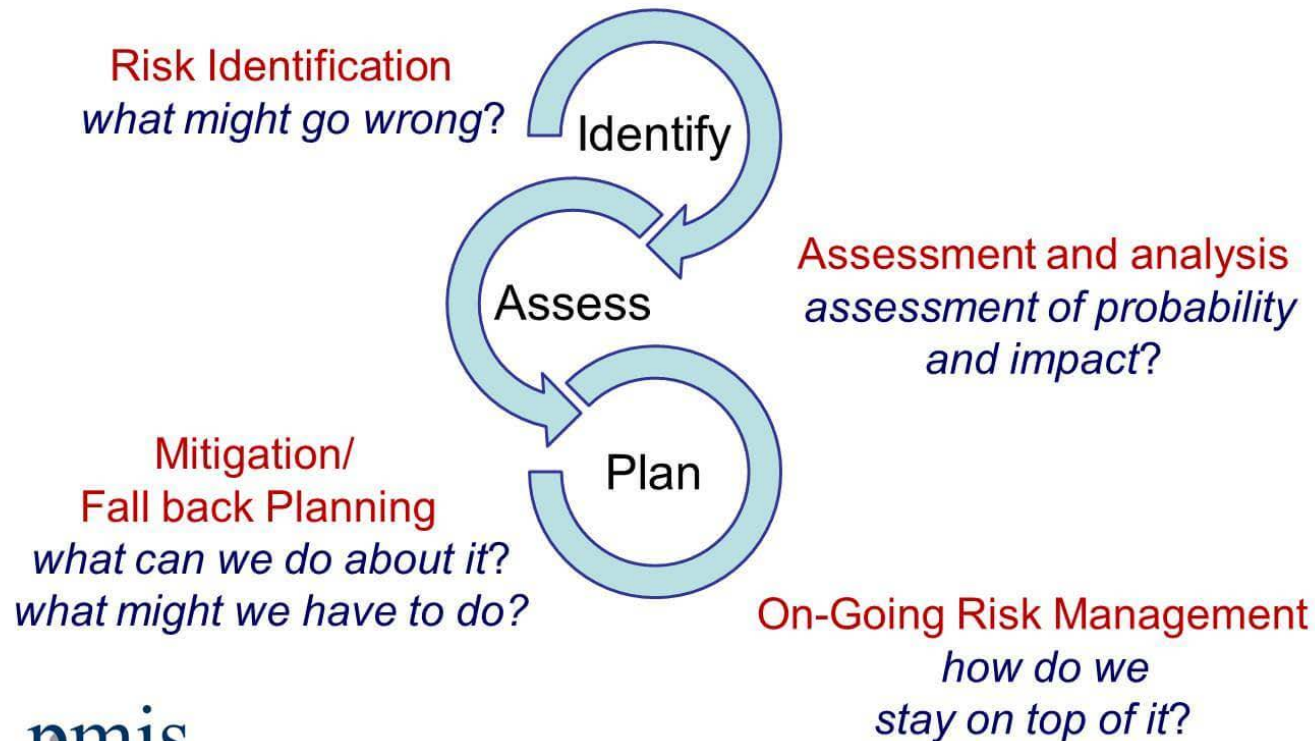 Risk Identification
what might go wrong?
Identify
Assess
Assessment and analysis
assessment of probability
and impact?
Mitigation/
Fall back Planning
what can we do about it?
what might we have to do?
Plan
On-Going Risk Management
how do we
stay on top of it?
pmis